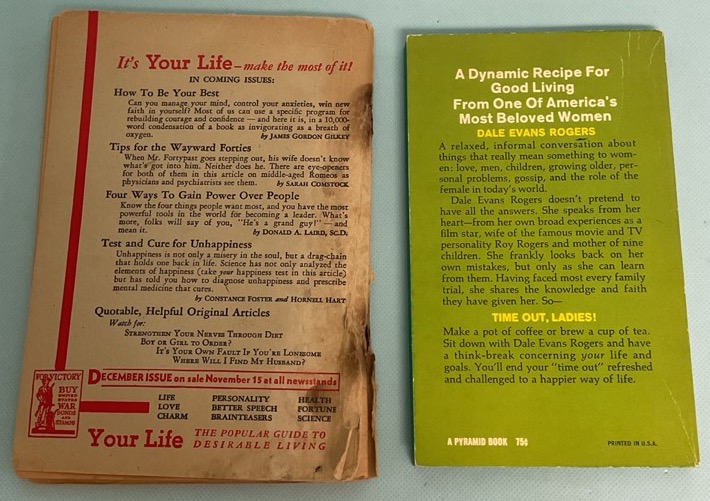 It's Your Life—make the most of it!
IN COMING ISSUES:
How To Be Your Best
Can you manage your mind, control your anxieties, win new
faith in yourself? Most of us can use a specific program for
rebuilding courage and confidence — and here it is, in a 10,000-
word condensation of a book as invigorating as a breath of
oxygen. by JAMES GORDON GILKEY
Tips for the Wayward Forties
When Mr. Fortypast goes stepping out, his wife doesn't know
what's got into him. Neither does he. There are eye-openers
for both of them in this article on middle-aged Romeos as
physicians and psychiatrists see them. by SARAH COMSTOCK
Four Ways To Gain Power Over People
Know the four things people want most, and you have the most
powerful tools in the world for becoming a leader. What's
more, folks will say of you, "He's a grand guy!"—and
mean it. by DONALD A. LAIRD, SC.D.
Test and Cure for Unhappiness
Unhappiness is not only a misery in the soul, but a drag-chain
that holds one back in life. Science has not only analyzed the
elements of happiness (take your happiness test in this article)
but has told you how to diagnose unhappiness and prescribe
mental medicine that cures.
by CONSTANCE FOSTER and HORNELL HART
Quotable, Helpful Original Articles
Watch for:
STRENGTHEN YOUR NERVES THROUGH DIET
BOY OR GIRL TO ORDER?
IT'S YOUR OWN FAULT IF YOU'RE LONESOME
WHERE WILL I FIND MY HUSBAND?
DECEMBER ISSUE on sale November 15 at all newsstands
FOR VICTORY
BUY
UNITED
STATES
WAR
BONDS
AND
STAMPS
LIFE PERSONALITY HEALTH
LOVE BETTER SPEECH FORTUNE
CHARM BRAINTEASERS SCIENCE
Your Life THE POPULAR GUIDE TO
DESIRABLE LIVING
A Dynamic Recipe For
Good Living
From One Of America's
Most Beloved Women
DALE EVANS ROGERS
A relaxed, informal conversation about
things that really mean something to wom-
en: love, men, children, growing older, per-
sonal problems, gossip, and the role of the
female in today's world.
Dale Evans Rogers doesn't pretend to
have all the answers. She speaks from her
heart—from her own broad experiences as a
film star, wife of the famous movie and TV
personality Roy Rogers and mother of nine
children. She frankly looks back on her
own mistakes, but only as she can learn
from them. Having faced most every family
trial, she shares the knowledge and faith
they have given her. So—
TIME OUT, LADIES!
Make a pot of coffee or brew a cup of tea.
Sit down with Dale Evans Rogers and have
a think-break concerning your life and
goals. You'll end your "time out" refreshed
and challenged to a happier way of life.
A PYRAMID BOOK 75¢ PRINTED IN U.S.A.